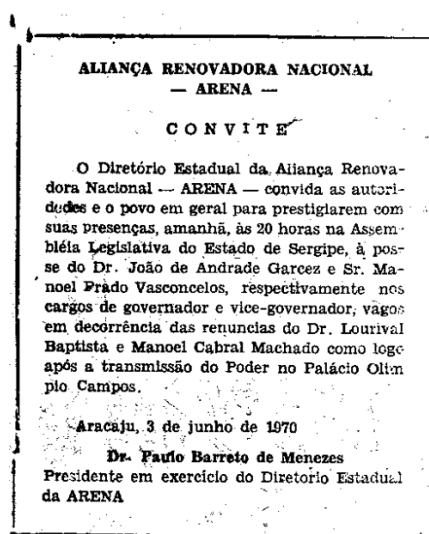 ALIANÇA RENOVADORA NACIONAL
— ARENA —
CONVITE
O Diretório Estadual da Aliança Renova-
dora Nacional — ARENA — convida as autori-
dades e o povo em geral para prestigiarem com
suas presenças, amanhã, às 20 horas na Assem-
bléia Legislativa do Estado de Sergipe, à pos-
se do Dr. João de Andrade Garcez e Sr. Ma-
noel Prado Vasconcelos, respectivamente nos
cargos de governador e vice-governador, vagos
em decorrência das renuncias do Dr. Lourival
Baptista e Manoel Cabral Machado como logo
após a transmissão do Poder no Palácio Olim
pio Campos.
Aracaju, 3 de junho de 1970
Dr. Paulo Barreto de Menezes
Presidente em exercício do Diretorio Estadual
da ARENA